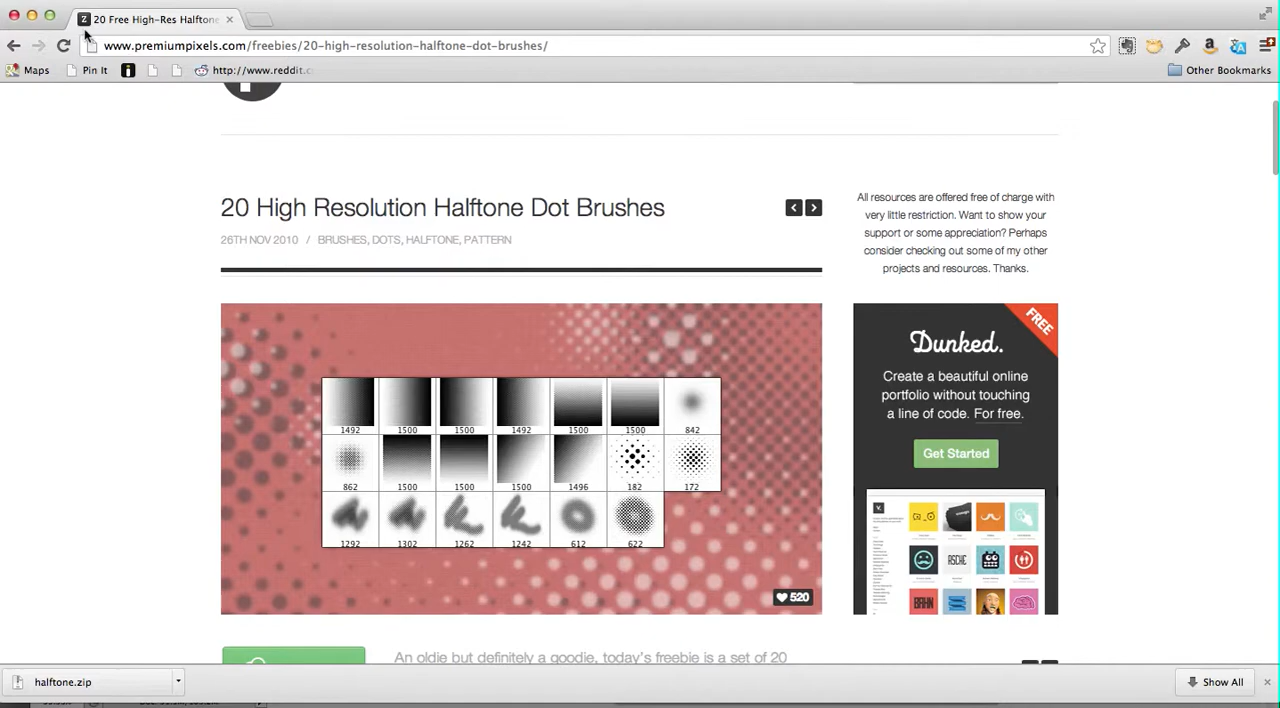 20 Free High-Res Halftone
www.premiumpixels.com/freebies/20-high-resolution-halftone-dot-brushes/
Maps Pin It http://www.reddit.c
Other Bookmarks
20 High Resolution Halftone Dot Brushes
26TH NOV 2010 / BRUSHES, DOTS, HALFTONE, PATTERN
All resources are offered free of charge with
very little restriction. Want to show your
support or some appreciation? Perhaps
consider checking out some of my other
projects and resources. Thanks.
1492 1500 1500 1492 1500 1500 842
862 1500 1500 1500 1496 182 172
1292 1302 1262 1242 612 622
520
FREE
Dunked.
Create a beautiful online
portfolio without touching
a line of code. For free.
Get Started
ASCHE
BAHN
An oldie but definitely a goodie, today's freebie is a set of 20
halftone.zip
Show All